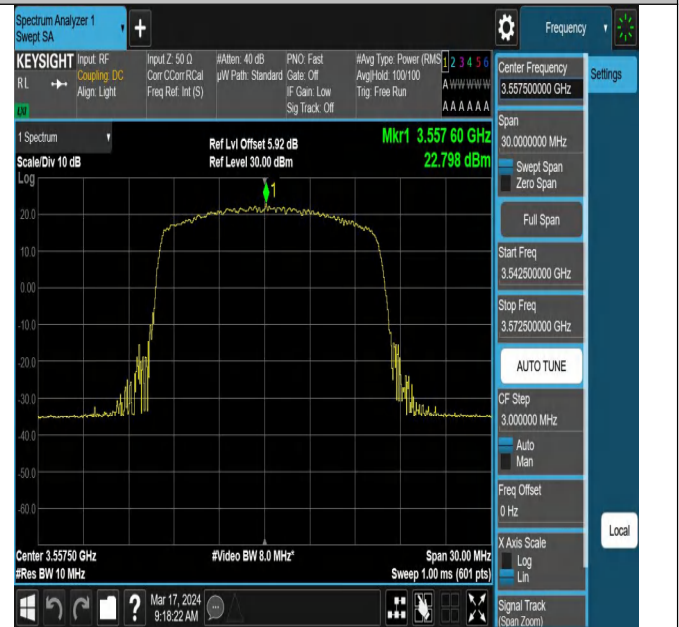 Spectrum Analyzer 1
Swept SA
+
Frequency
KEYSIGHT
RL
Input: RF
Coupling: DC
Align: Light
Input Z: 50 Ω
Corr CCorr RCal
Freq Ref: Int (S)
#Atten: 40 dB
µW Path: Standard
PNO: Fast
Gate: Off
IF Gain: Low
Sig Track: Off
#Avg Type: Power (RMS
Avg|Hold: 100/100
Trig: Free Run
1 2 3 4 5 6
A W W W W W
A A A A A A
1 Spectrum
Scale/Div 10 dB
Log
Ref Lvl Offset 5.92 dB
Ref Level 30.00 dBm
Mkr1 3.557 60 GHz
22.798 dBm
1
20.0
10.0
0.00
-10.0
-20.0
-30.0
-40.0
-50.0
-60.0
Center 3.55750 GHz
#Res BW 10 MHz
#Video BW 8.0 MHz*
Span 30.00 MHz
Sweep 1.00 ms (601 pts)
Mar 17, 2024
9:18:22 AM
Center Frequency
3.557500000 GHz
Settings
Span
30.0000000 MHz
Swept Span
Zero Span
Full Span
Start Freq
3.542500000 GHz
Stop Freq
3.572500000 GHz
AUTO TUNE
CF Step
3.000000 MHz
Auto
Man
Freq Offset
0 Hz
Local
X Axis Scale
Log
Lin
Signal Track
(Span Zoom)